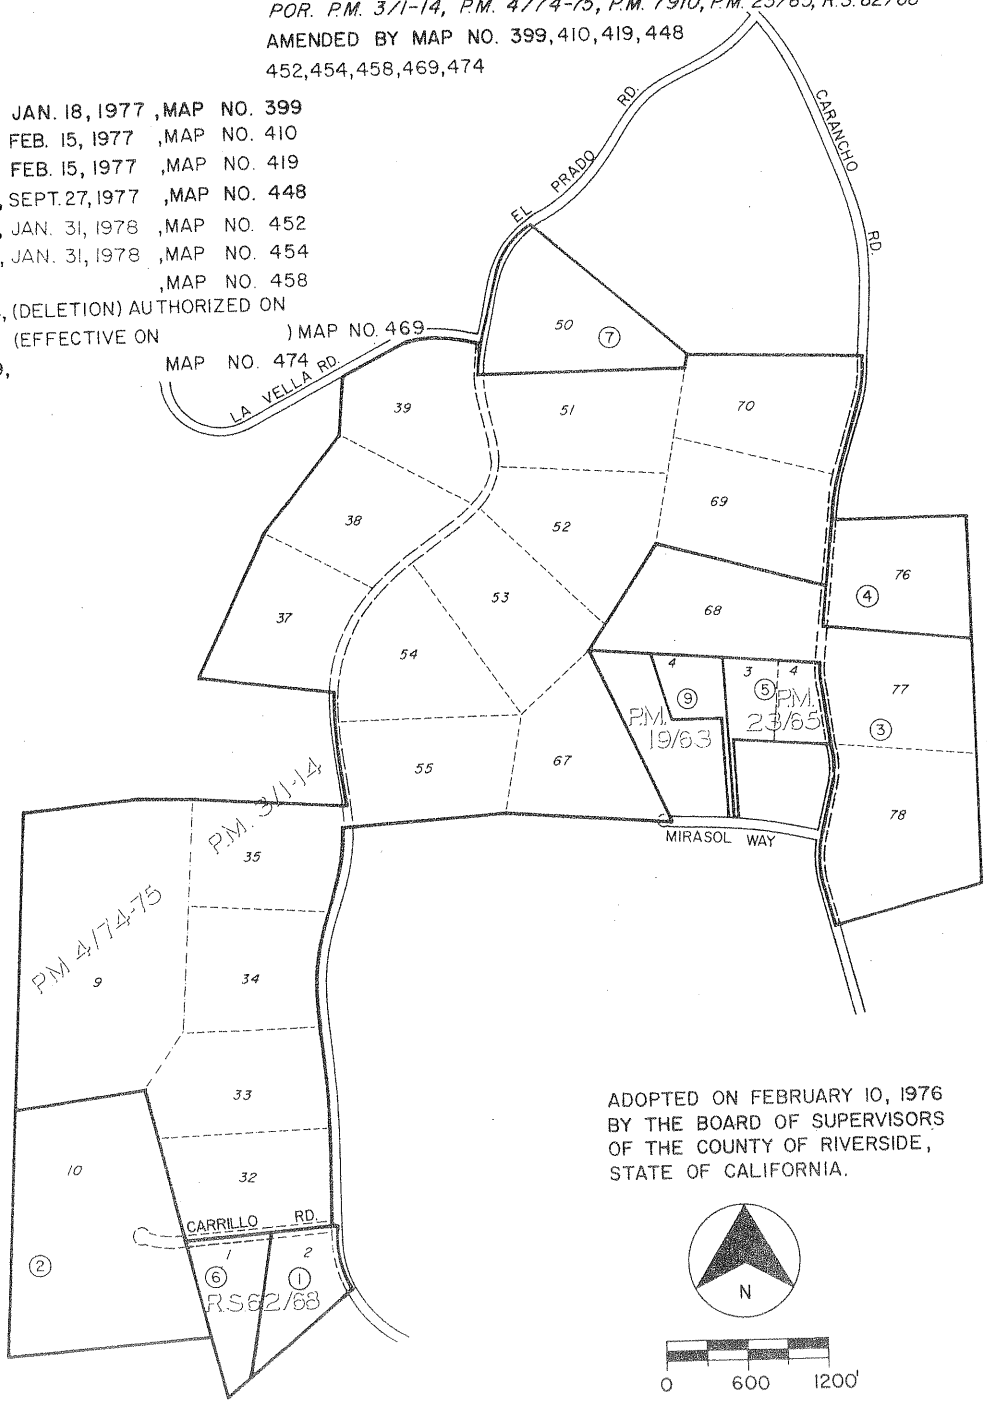 POR. P.M. 3/1-14, P.M. 4/74-75, P.M. 7910, P.M. 23/65, R.S. 62/68
AMENDED BY MAP NO. 399,410,419,448
452,454,458,469,474
JAN. 18, 1977 ,MAP NO. 399
FEB. 15, 1977 ,MAP NO. 410
FEB. 15, 1977 ,MAP NO. 419
, SEPT. 27, 1977 ,MAP NO. 448
, JAN. 31, 1978 ,MAP NO. 452
, JAN. 31, 1978 ,MAP NO. 454
,MAP NO. 458
, (DELETION) AUTHORIZED ON
(EFFECTIVE ON ) MAP NO. 469
9, MAP NO. 474
EL PRADO RD.
CARANCHO RD.
LA VELLA RD.
50 7
39
51
70
38
52
69
76
4
37
53
68
54
4
9
3
5
4
77
3
P.M.
19/63
P.M.
23/65
55
67
78
MIRASOL WAY
P.M. 3/1-14
35
P.M 4/74-75
9
34
33
10
32
CARRILLO RD.
2
1
6
2
1
R.S 62/68
ADOPTED ON FEBRUARY 10, 1976
BY THE BOARD OF SUPERVISORS
OF THE COUNTY OF RIVERSIDE,
STATE OF CALIFORNIA.
N
0 600 1200'